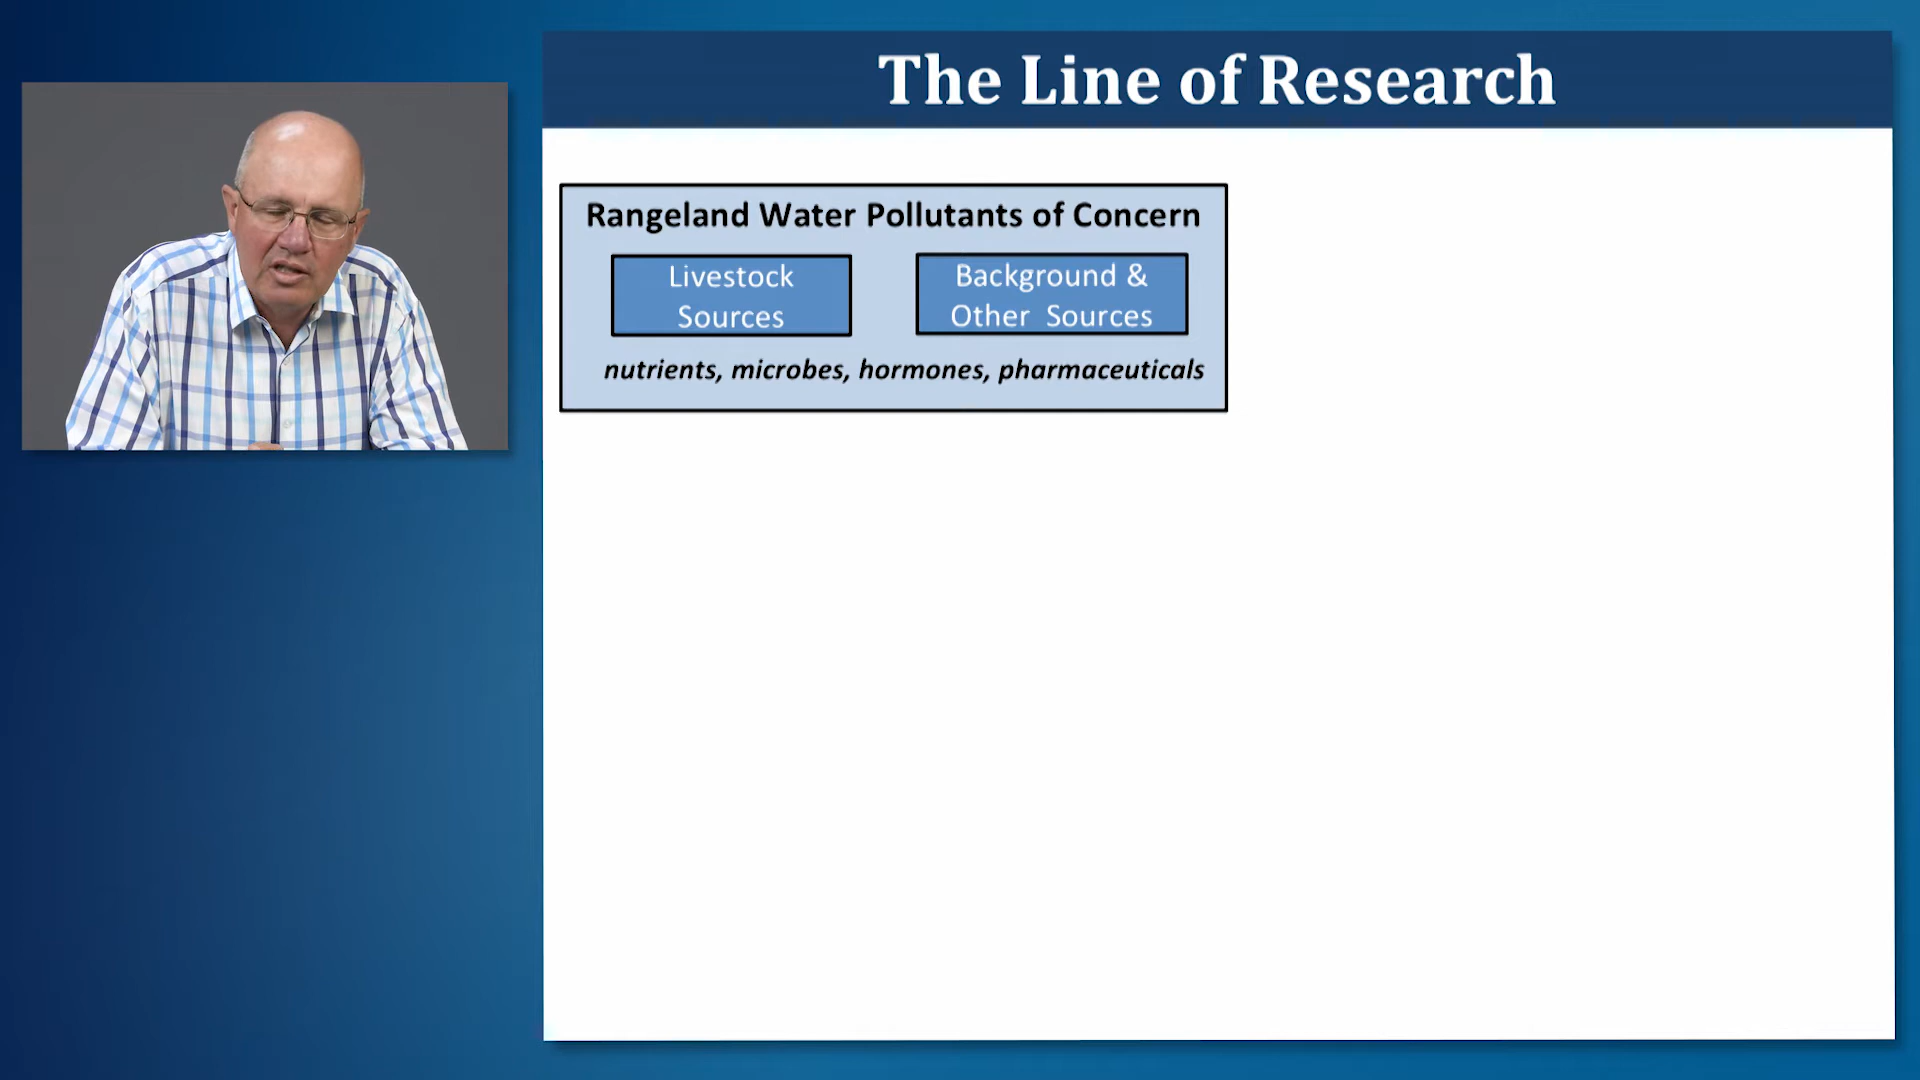 The Line of Research
Rangeland Water Pollutants of Concern
Livestock
Sources
Background &
Other Sources
nutrients, microbes, hormones, pharmaceuticals